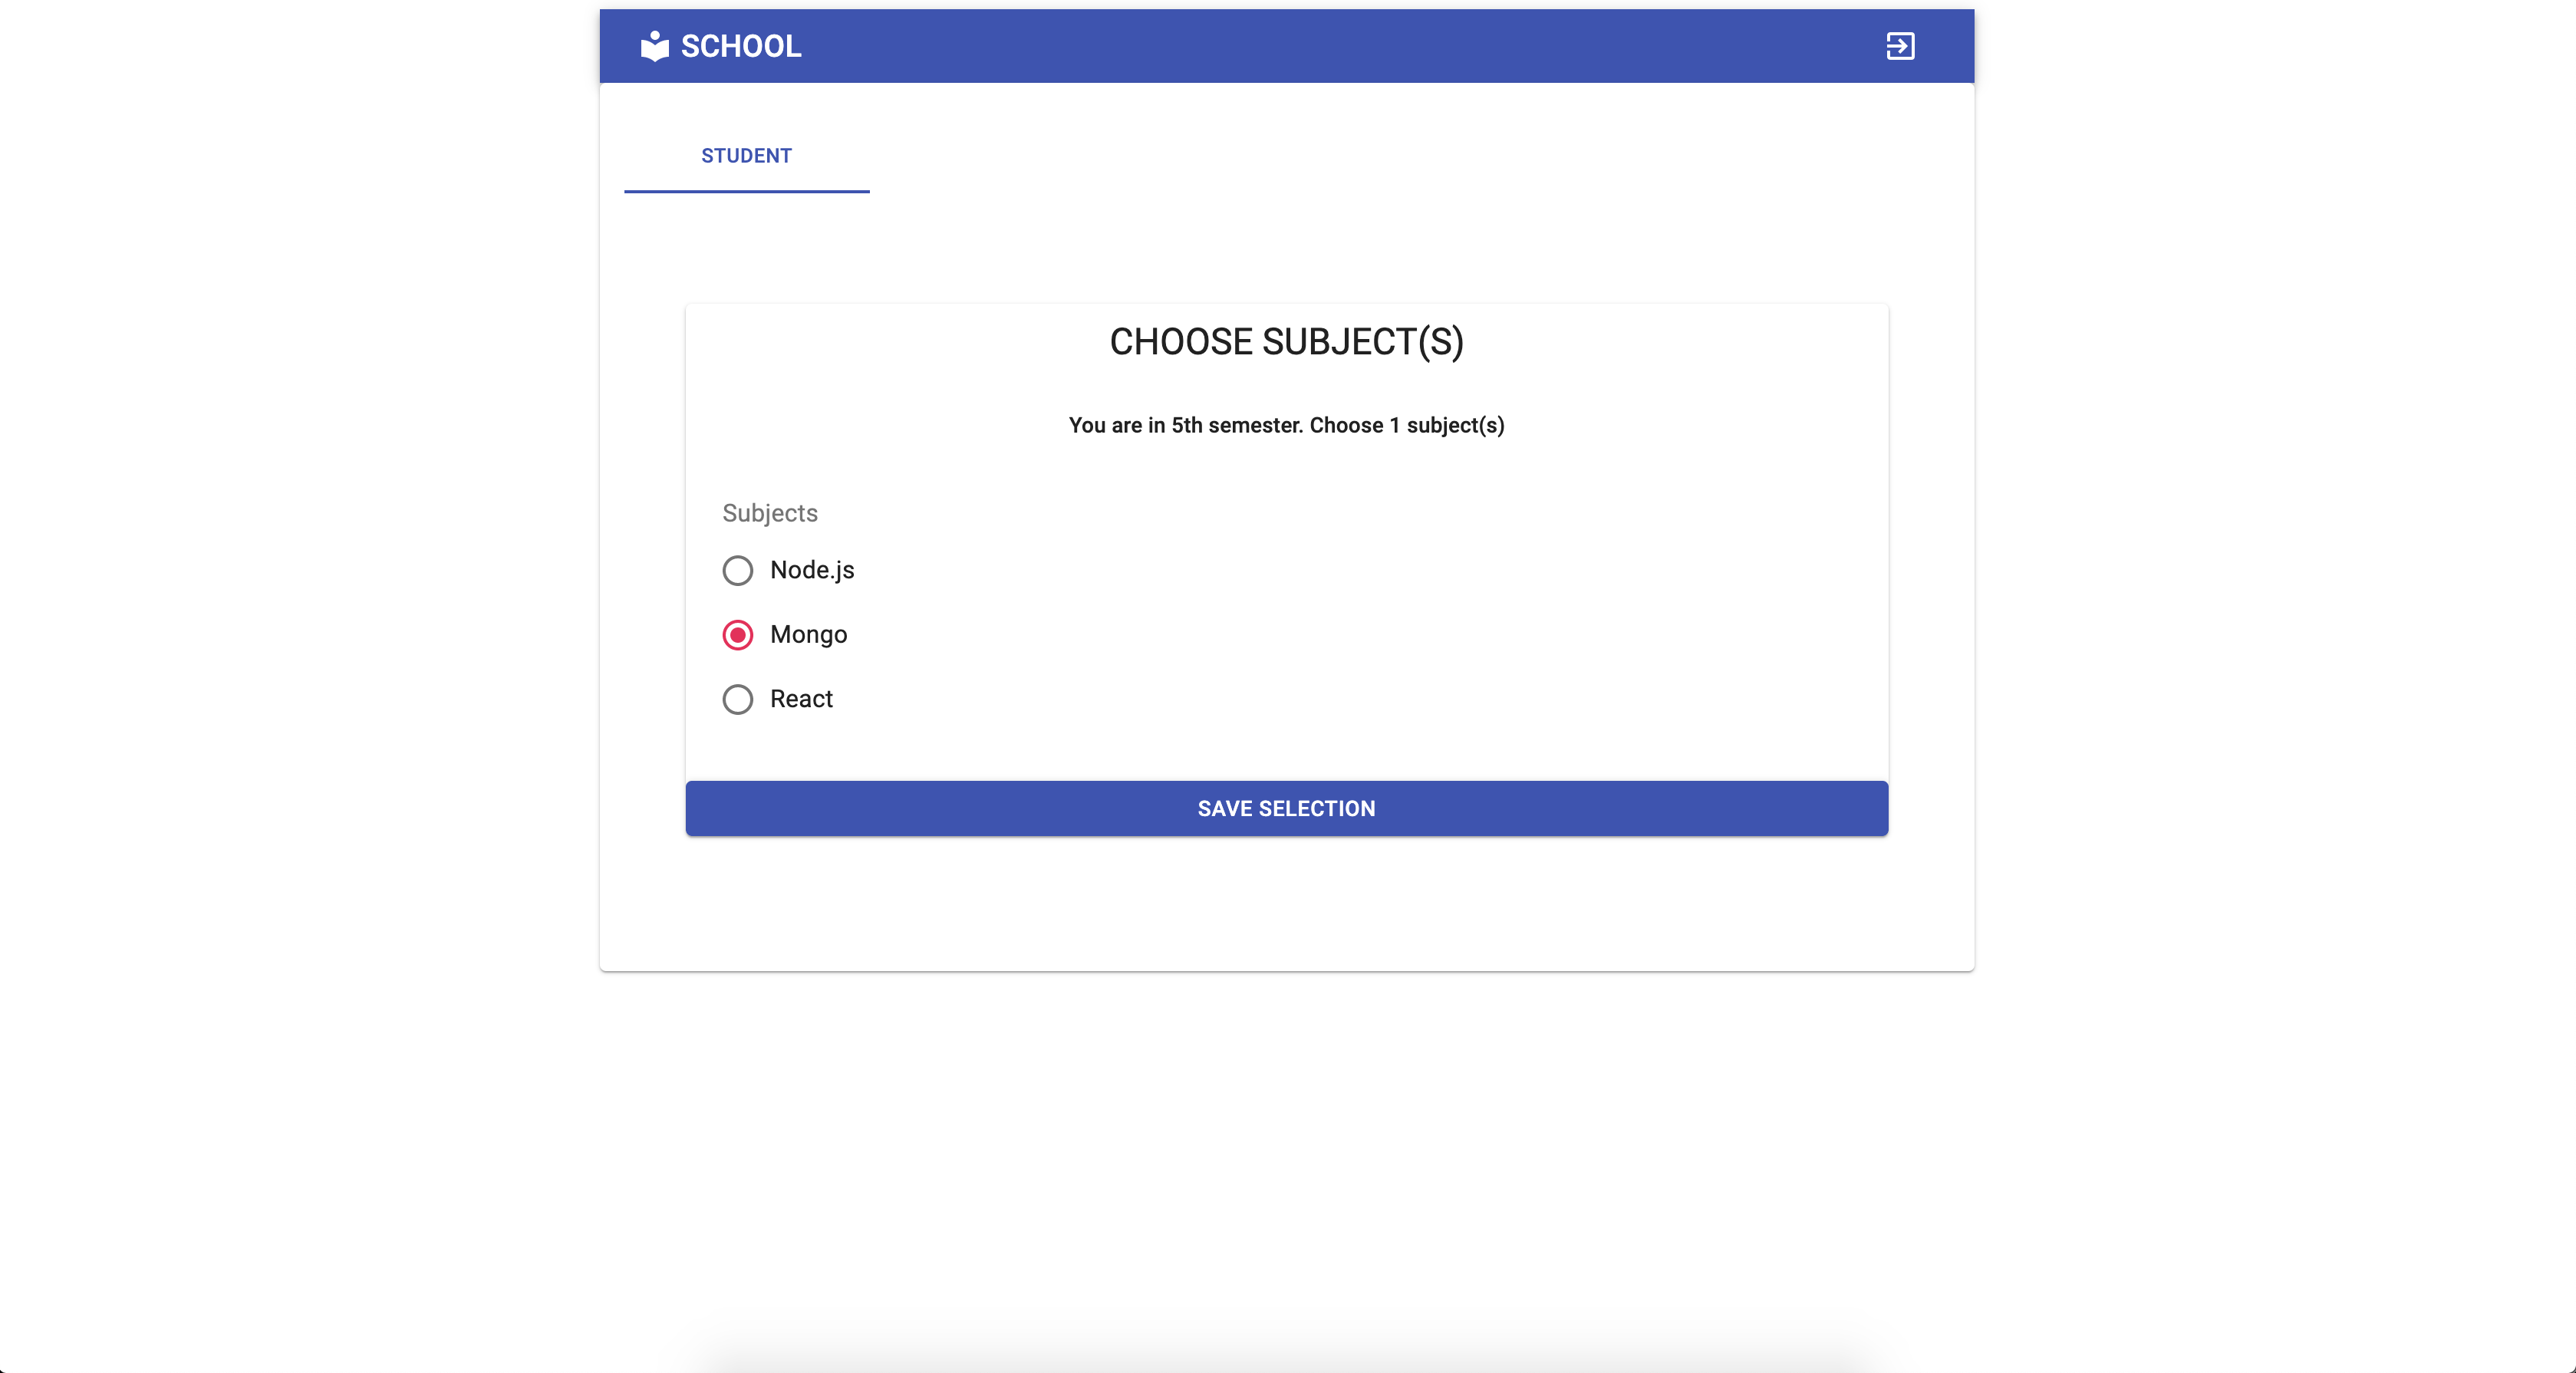 SCHOOL
STUDENT
CHOOSE SUBJECT(S)
You are in 5th semester. Choose 1 subject(s)
Subjects
Node.js
Mongo
React
SAVE SELECTION